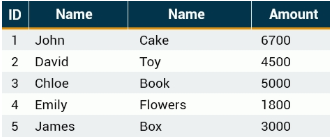 ID Name Name Amount
1 John Cake 6700
2 David Toy 4500
3 Chloe Book 5000
4 Emily Flowers 1800
5 James Box 3000